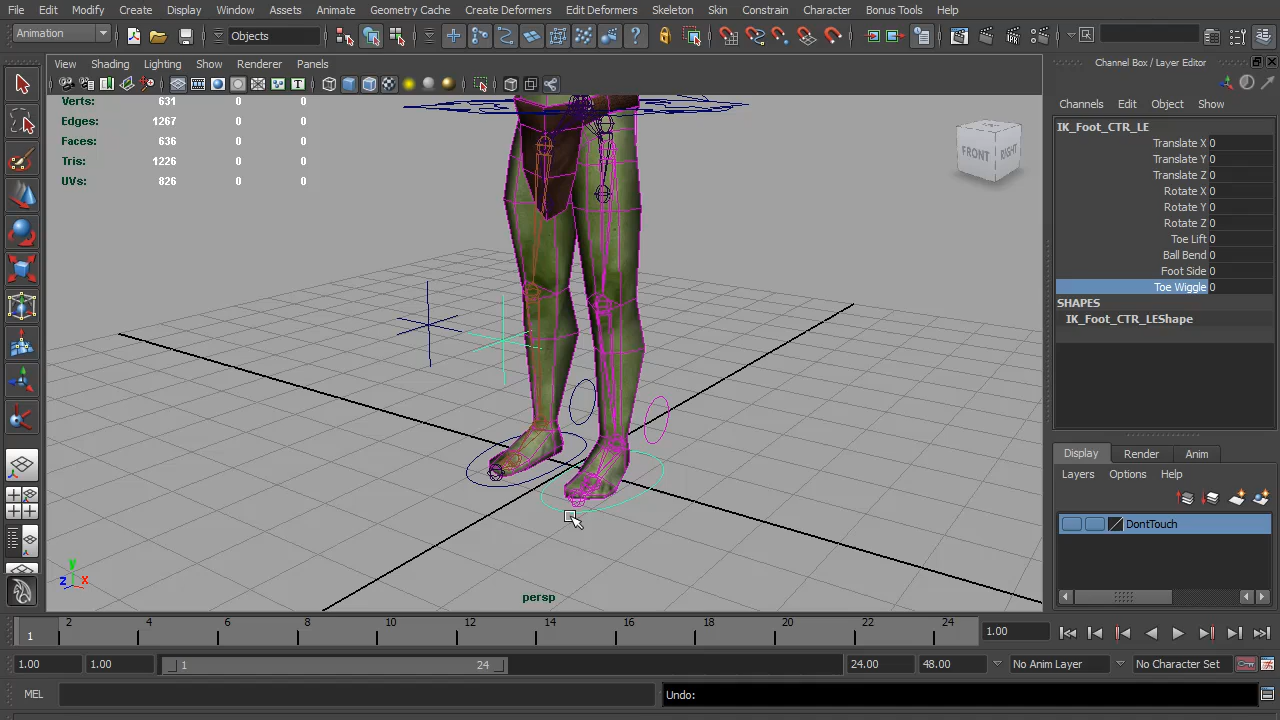 File Edit Modify Create Display Window Assets Animate Geometry Cache Create Deformers Edit Deformers Skeleton Skin Constrain Character Bonus Tools Help
Animation Objects
View Shading Lighting Show Renderer Panels
Channel Box / Layer Editor
Channels Edit Object Show
Verts: 631 0 0
Edges: 1267 0 0
Faces: 636 0 0
Tris: 1226 0 0
UVs: 826 0 0
FRONT RIGHT
IK_Foot_CTR_LE
Translate X 0
Translate Y 0
Translate Z 0
Rotate X 0
Rotate Y 0
Rotate Z 0
Toe Lift 0
Ball Bend 0
Foot Side 0
Toe Wiggle 0
SHAPES
IK_Foot_CTR_LEShape
Display Render Anim
Layers Options Help
DontTouch
y
z x
persp
1 2 4 6 8 10 12 14 16 18 20 22 24 1.00
1.00 1.00 1 24 24.00 48.00 No Anim Layer No Character Set
MEL Undo: